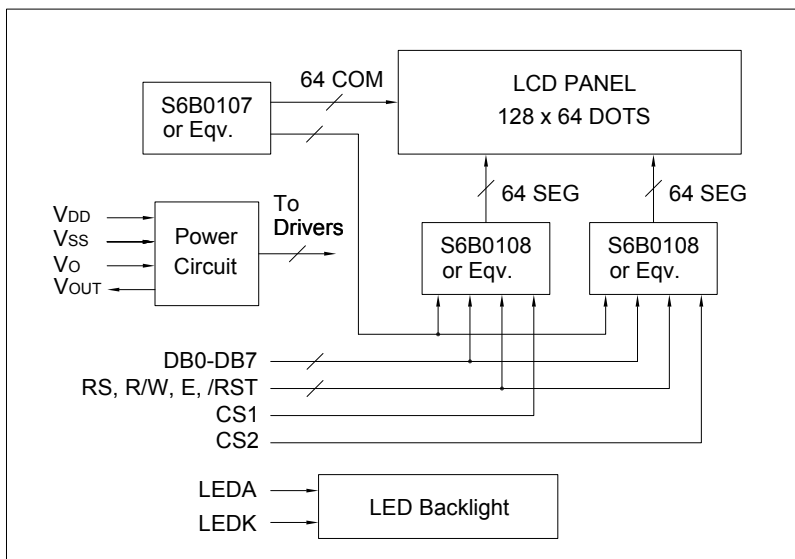 64 COM
S6B0107
or Eqv.
LCD PANEL
128 x 64 DOTS
64 SEG
64 SEG
S6B0108
or Eqv.
S6B0108
or Eqv.
VDD
VSS
VO
VOUT
Power
Circuit
To
Drivers
DB0-DB7
RS, R/W, E, /RST
CS1
CS2
LEDA
LEDK
LED Backlight